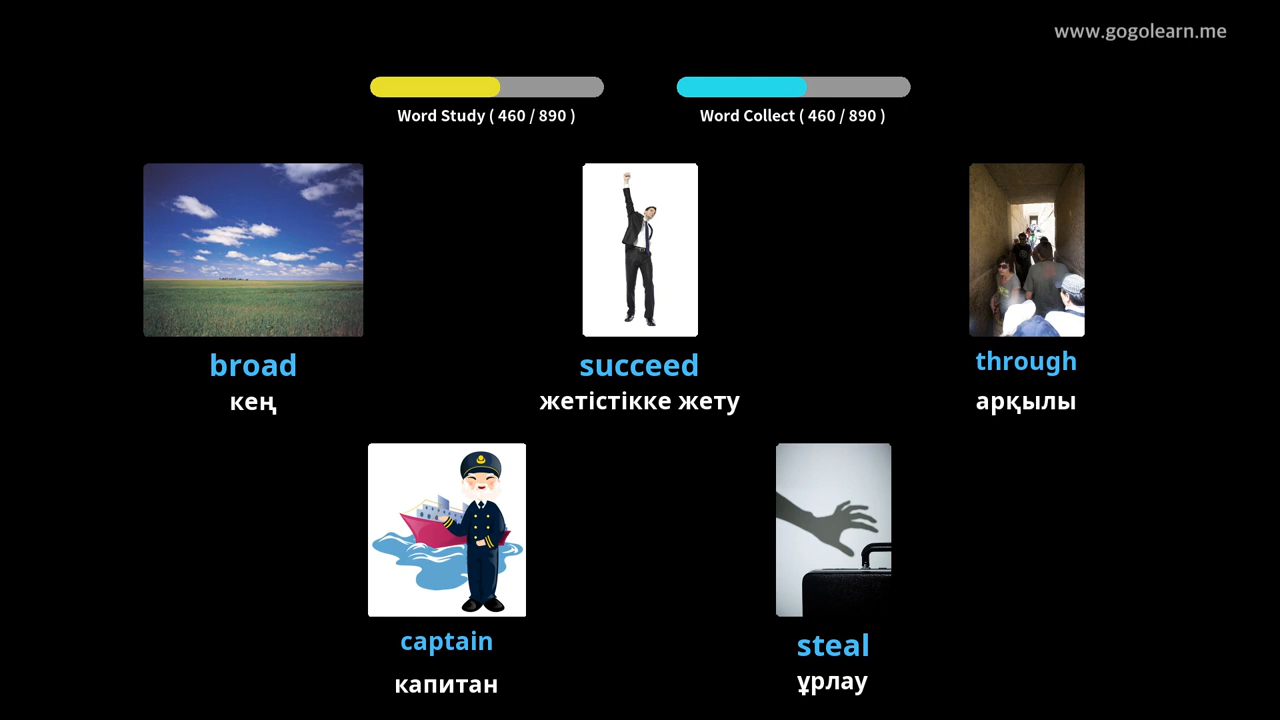 www.gogolearn.me
Word Study ( 460 / 890 )
Word Collect ( 460 / 890 )
broad
кең
succeed
жетістікке жету
through
арқылы
captain
капитан
steal
ұрлау